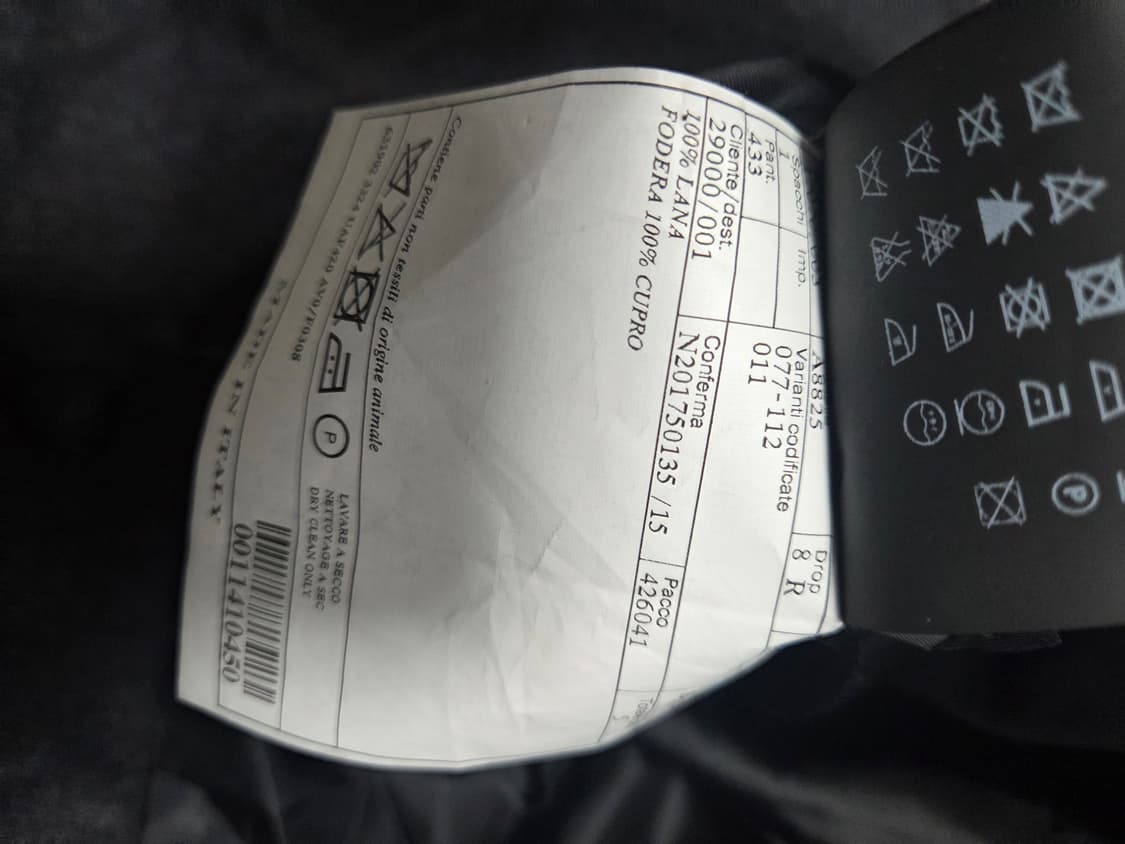 A8825
Drop
8 R
Spacchi
1
Imp.
Varianti codificate
0777-112
011
Pant.
433
Cliente/dest.
29000/001
Conferma
N201750135 /15
Pacco
426041
100% LANA
FODERA 100% CUPRO
Contiene parti non tessili di origine animale
P
LAVARE A SECCO
NETTOYAGE A SEC
DRY CLEAN ONLY
MADE IN ITALY
0011410450
P